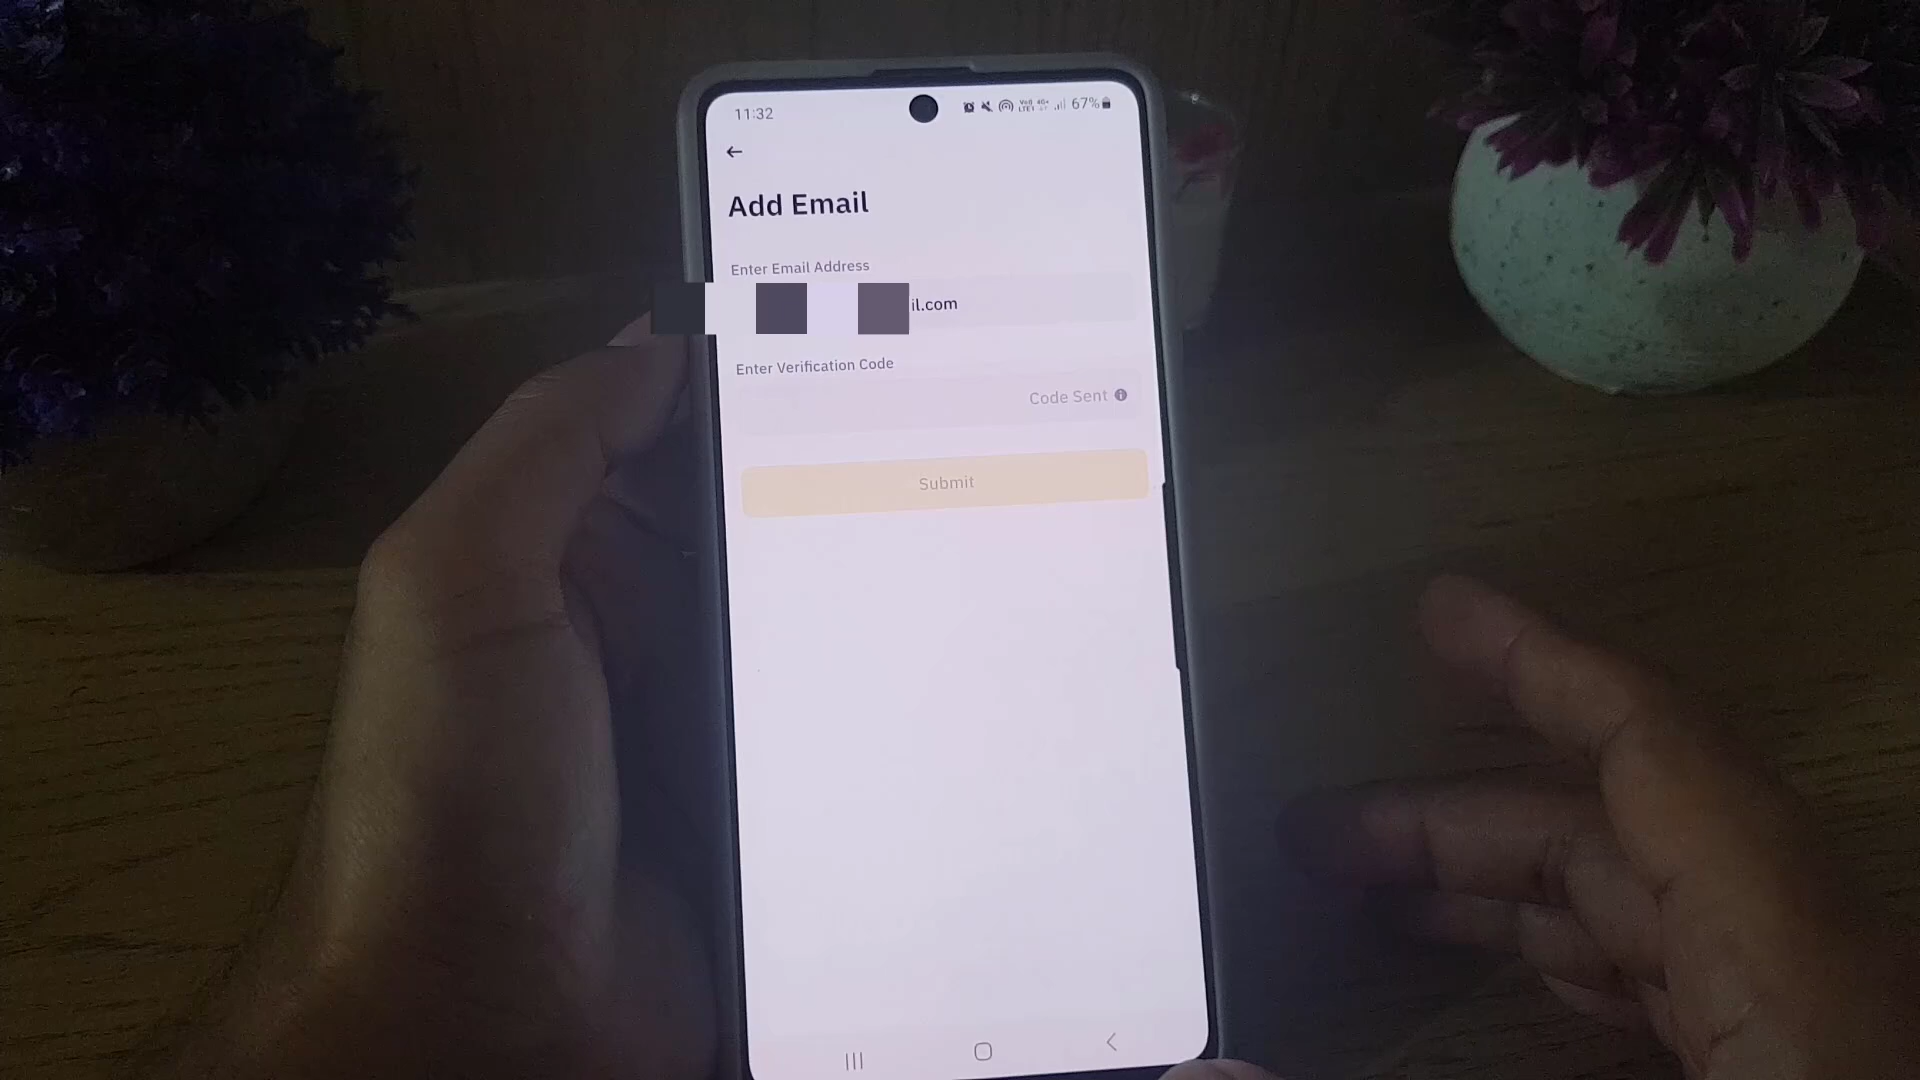 11:32
67%
Add Email
Enter Email Address
il.com
Enter Verification Code
Code Sent
Submit